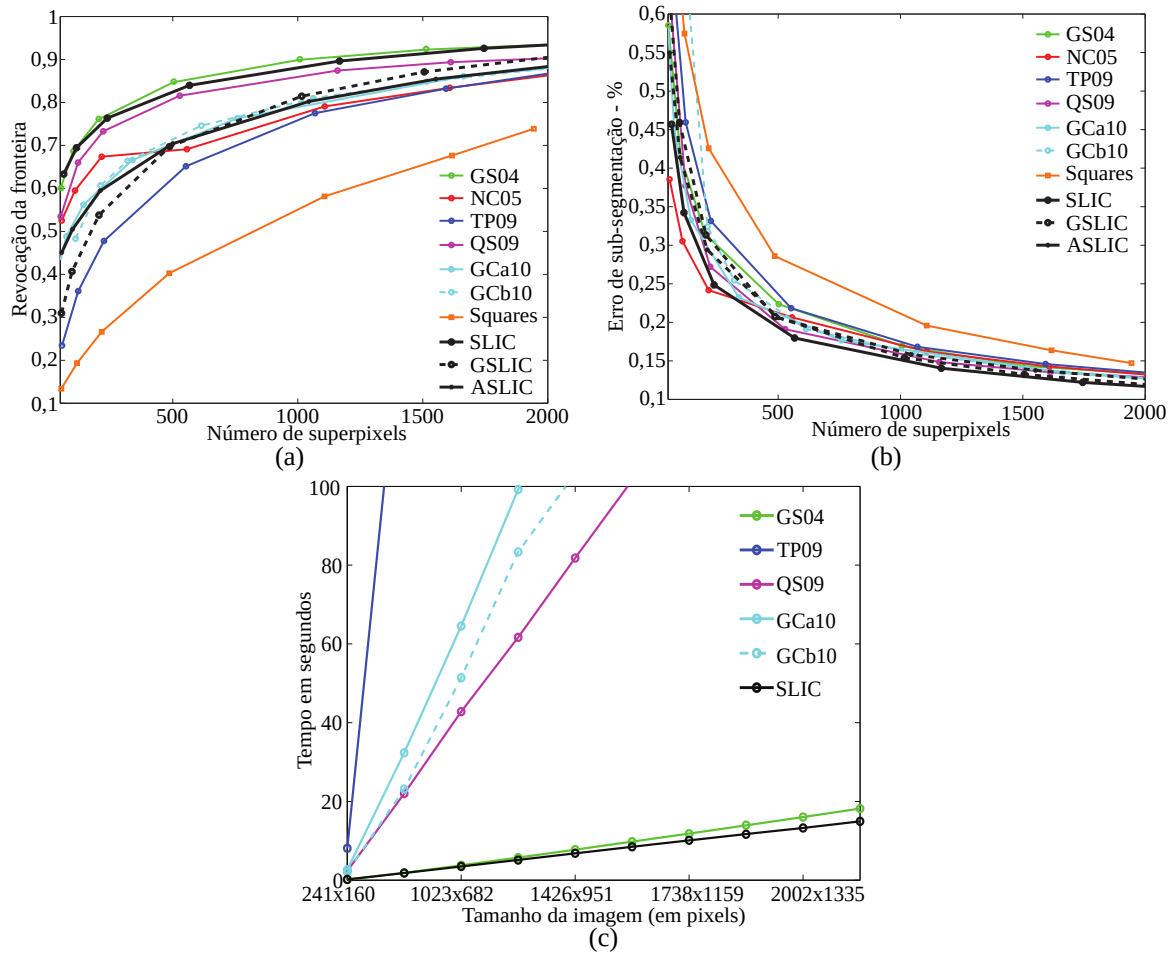 1
0,9
0,8
0,7
0,6
0,5
0,4
0,3
0,2
0,1
Revocação da fronteira
500
1000
1500
2000
Número de superpixels
GS04
NC05
TP09
QS09
GCa10
GCb10
Squares
SLIC
GSLIC
ASLIC
(a)
0,6
0,55
0,5
0,45
0,4
0,35
0,3
0,25
0,2
0,15
0,1
Erro de sub-segmentação - %
500
1000
1500
2000
Número de superpixels
GS04
NC05
TP09
QS09
GCa10
GCb10
Squares
SLIC
GSLIC
ASLIC
(b)
100
80
60
40
20
0
Tempo em segundos
241x160
1023x682
1426x951
1738x1159
2002x1335
Tamanho da imagem (em pixels)
GS04
TP09
QS09
GCa10
GCb10
SLIC
(c)